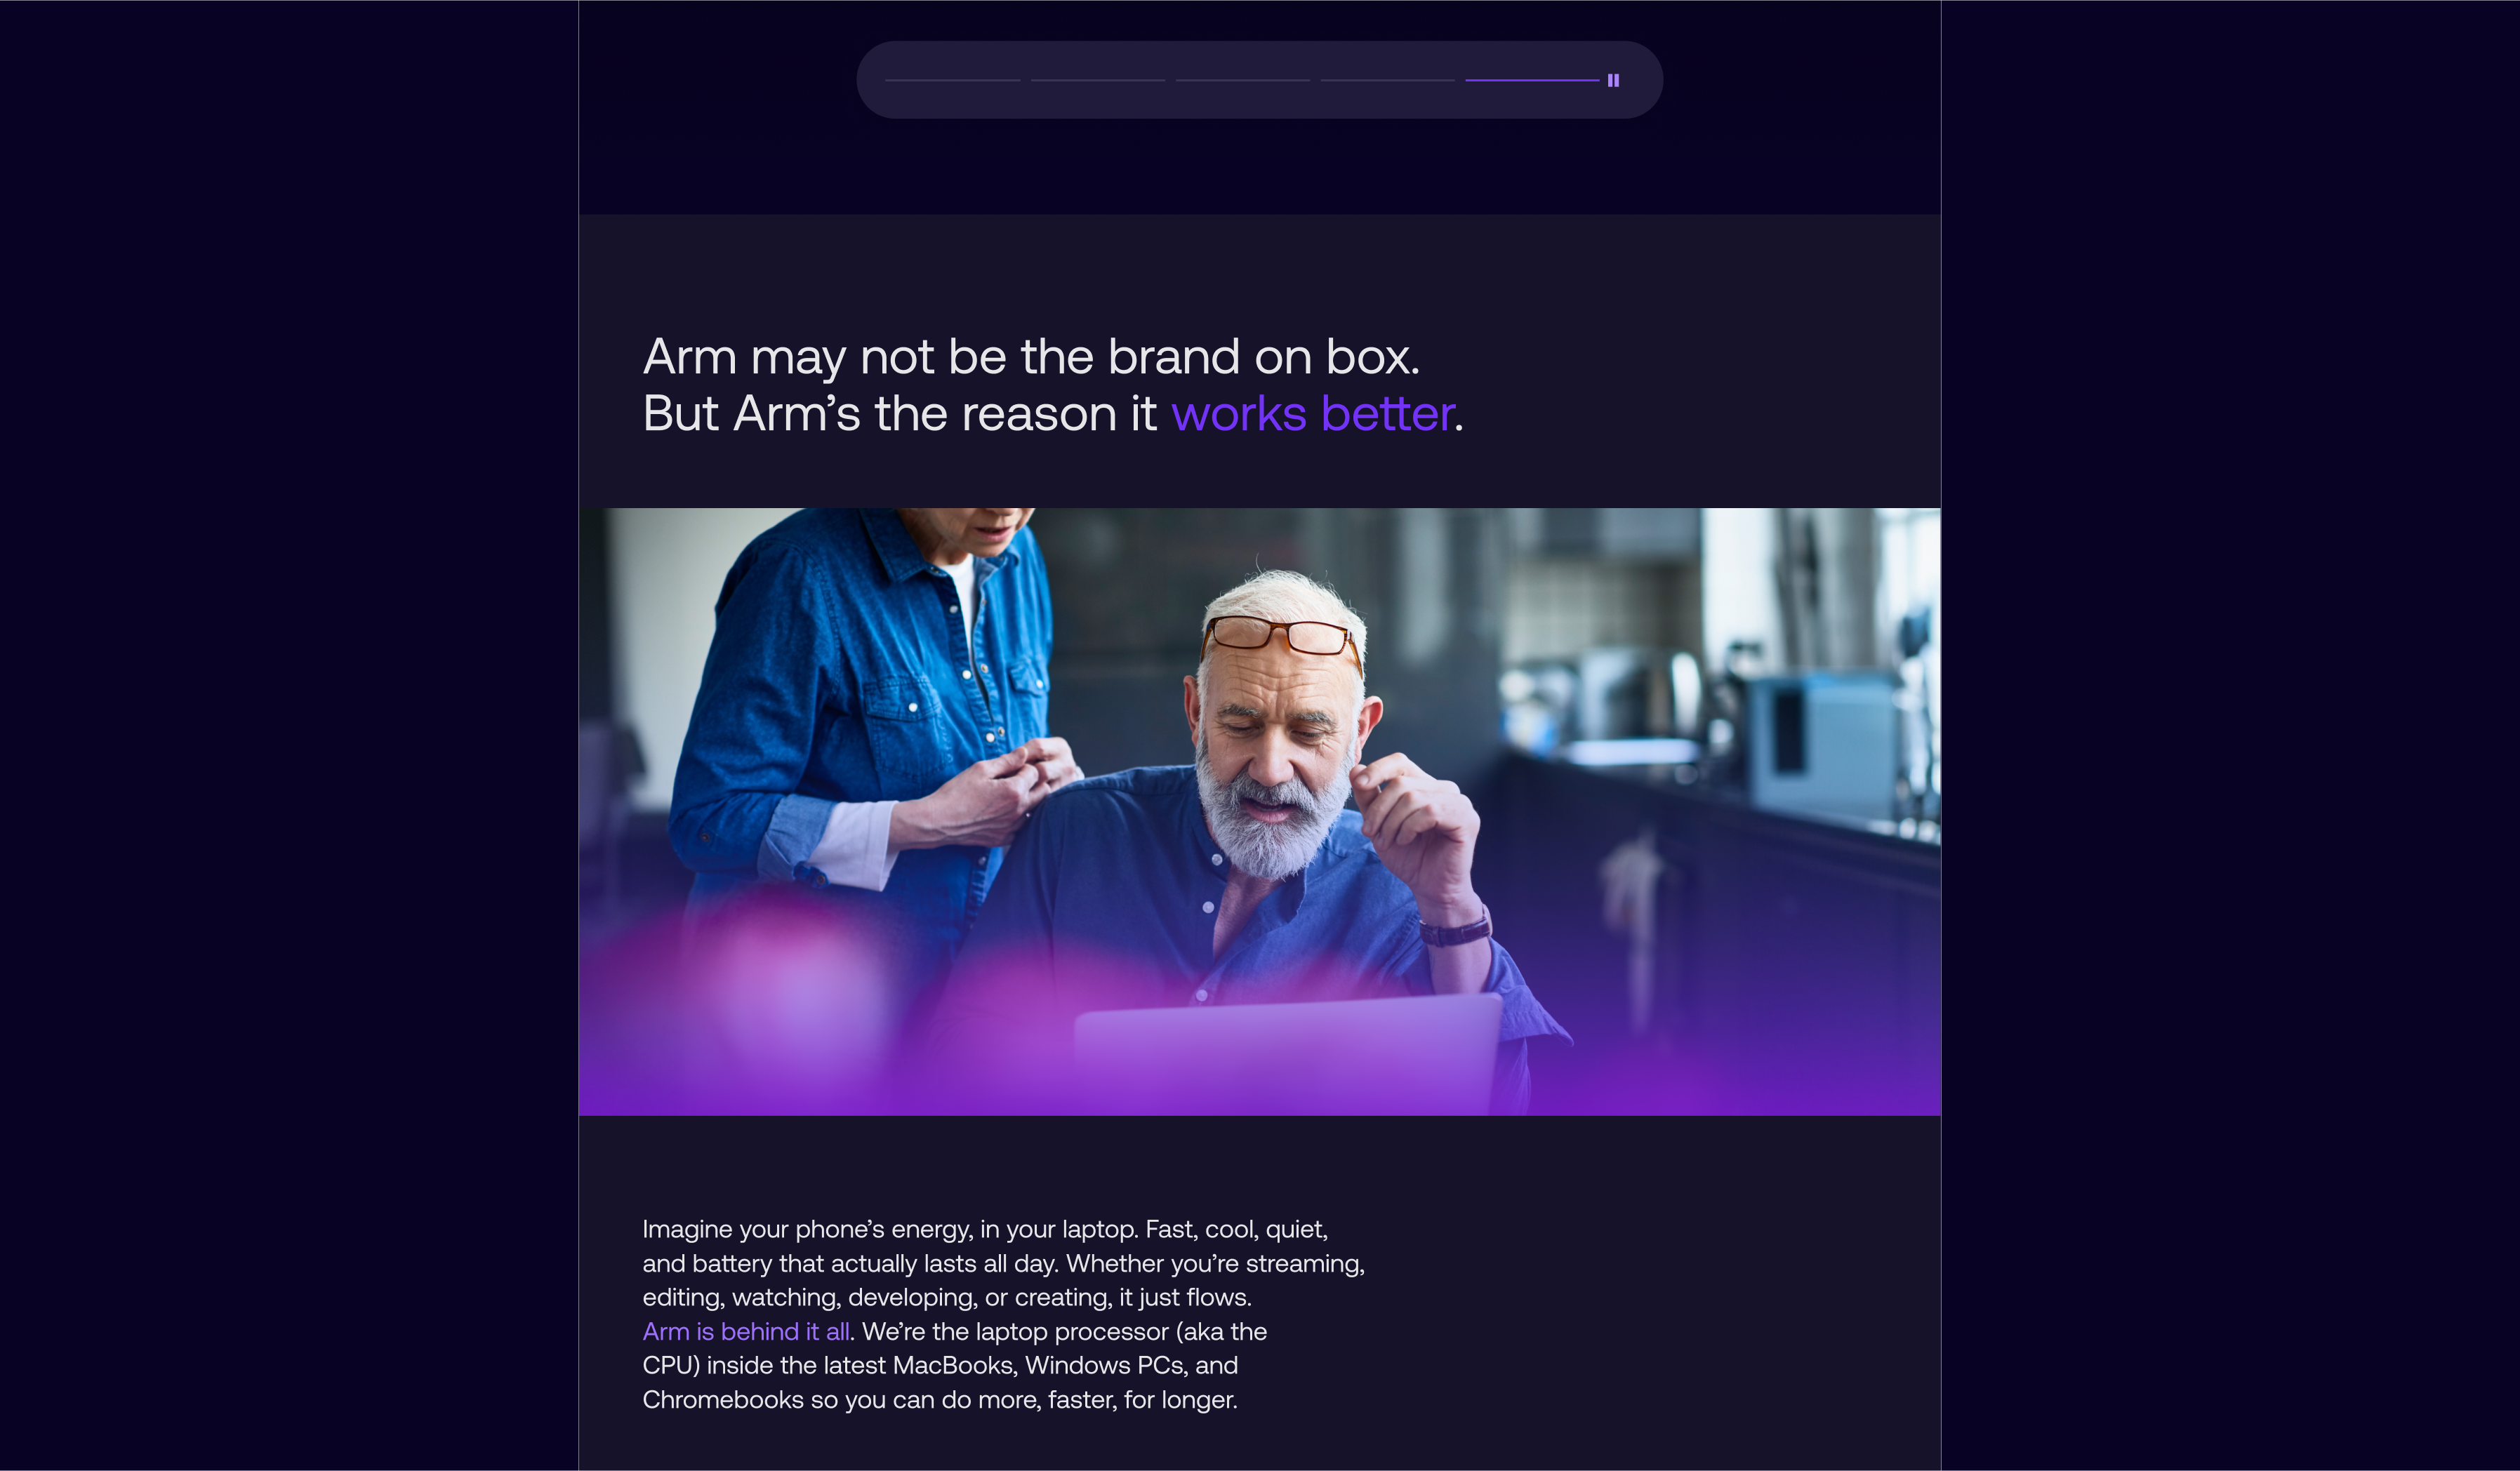 Arm may not be the brand on box.
But Arm’s the reason it works better.
Imagine your phone’s energy, in your laptop. Fast, cool, quiet,
and battery that actually lasts all day. Whether you’re streaming,
editing, watching, developing, or creating, it just flows.
Arm is behind it all. We’re the laptop processor (aka the
CPU) inside the latest MacBooks, Windows PCs, and
Chromebooks so you can do more, faster, for longer.